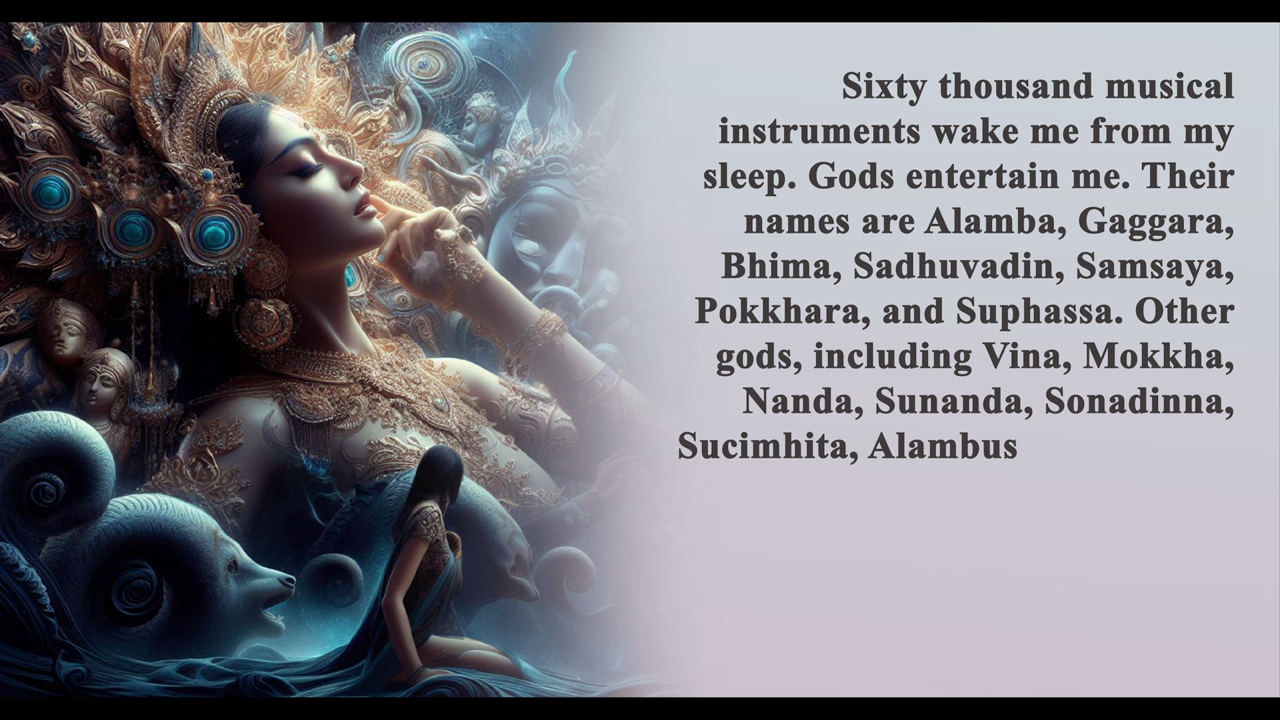 Sixty thousand musical
instruments wake me from my
sleep. Gods entertain me. Their
names are Alamba, Gaggara,
Bhima, Sadhuvadin, Samsaya,
Pokkhara, and Suphassa. Other
gods, including Vina, Mokkha,
Nanda, Sunanda, Sonadinna,
Sucimhita, Alambus